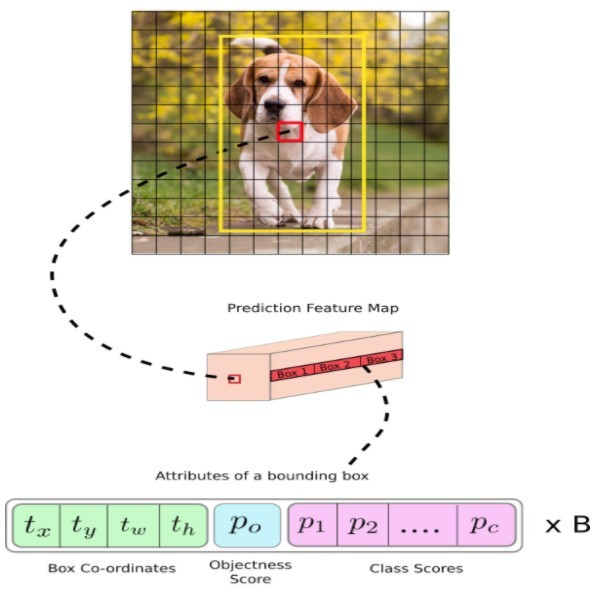 Prediction Feature Map
Box 1 Box 2 Box 3
Attributes of a bounding box
tx ty tw th po p1 p2 .... pc x B
Box Co-ordinates
Objectness
Score
Class Scores